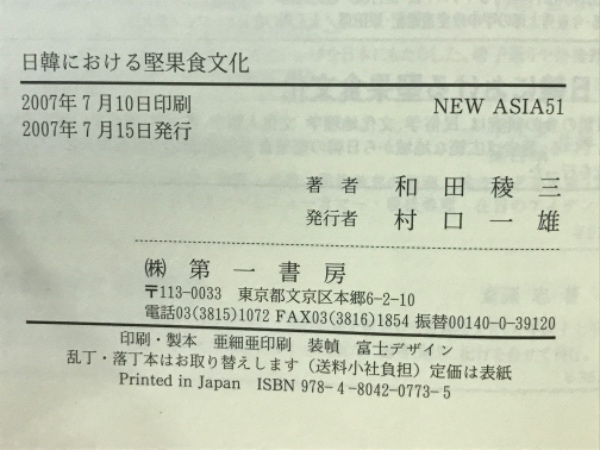 日韓における堅果食文化
2007年7月10日印刷 NEW ASIA51
2007年7月15日発行
著者 和田稜三
発行者 村口一雄
㈱ 第一書房
〒113-0033 東京都文京区本郷6-2-10
電話03(3815)1072 FAX03(3816)1854 振替00140-0-39120
印刷・製本 亜細亜印刷 装幀 富士デザイン
乱丁・落丁本はお取り替えします（送料小社負担）定価は表紙
Printed in Japan ISBN 978-4-8042-0773-5